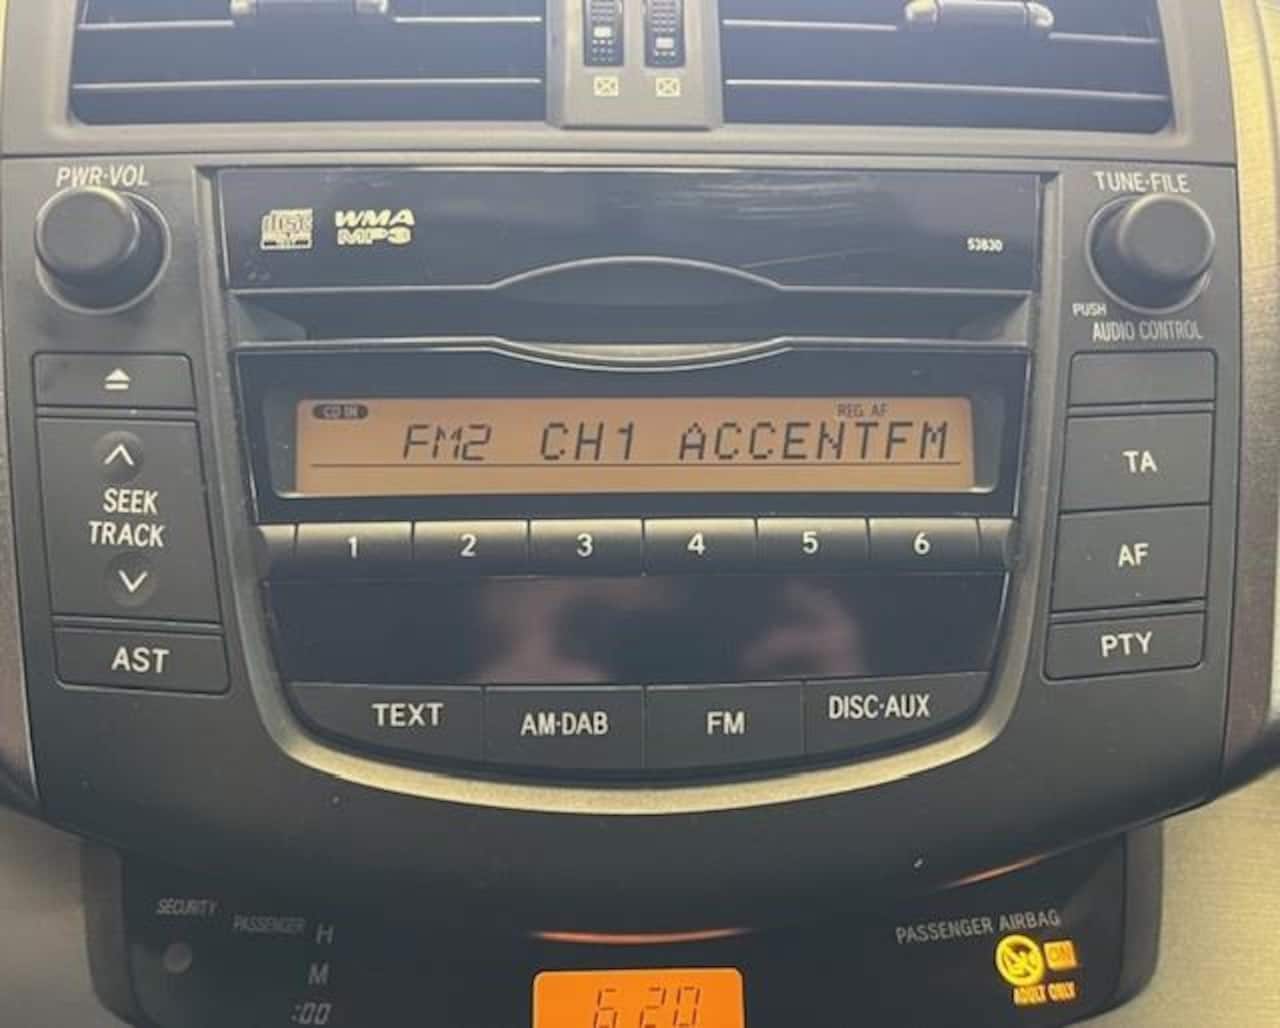 PWR·VOL
TUNE·FILE
disc
WMA
MP3
53830
PUSH
AUDIO CONTROL
CD IN
REG AF
FM2 CH1 ACCENTFM
SEEK
TRACK
TA
1 2 3 4 5 6
AF
AST
PTY
TEXT AM·DAB FM DISC·AUX
SECURITY
PASSENGER
H
M
:00
PASSENGER AIRBAG
ON
ADULT ONLY
6:20